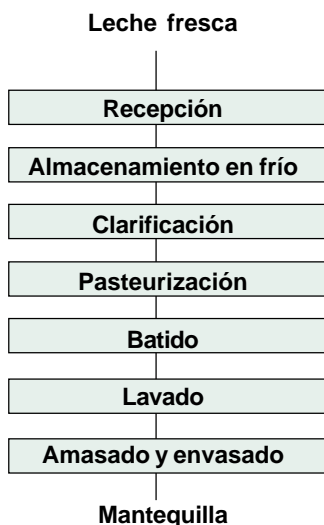 Leche fresca
Recepción
Almacenamiento en frío
Clarificación
Pasteurización
Batido
Lavado
Amasado y envasado
Mantequilla